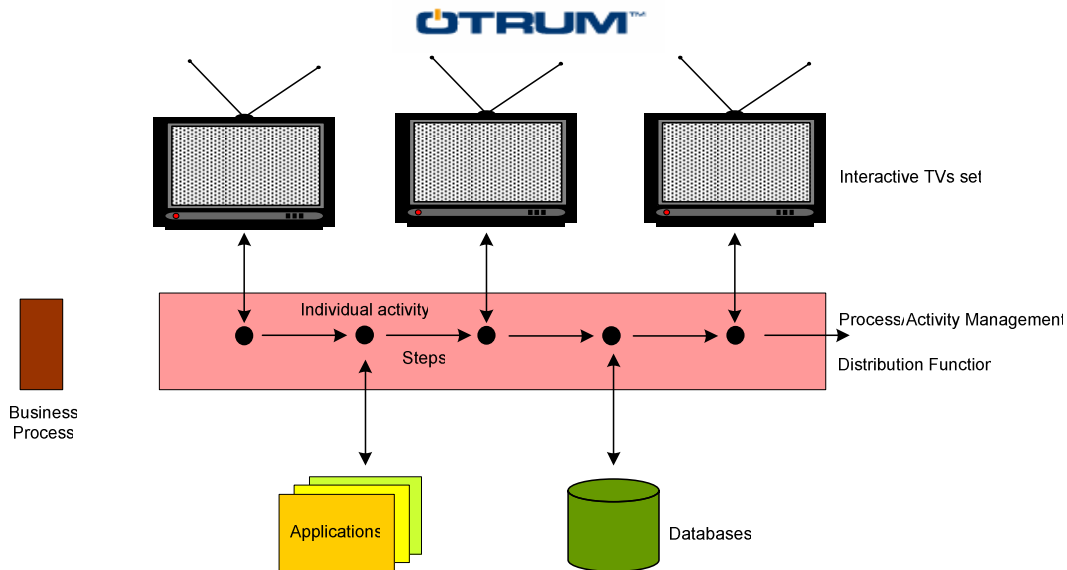 OTRUM™
Interactive TVs set
Individual activity
Process/Activity Management
Steps
Distribution Function
Business
Process
Applications
Databases